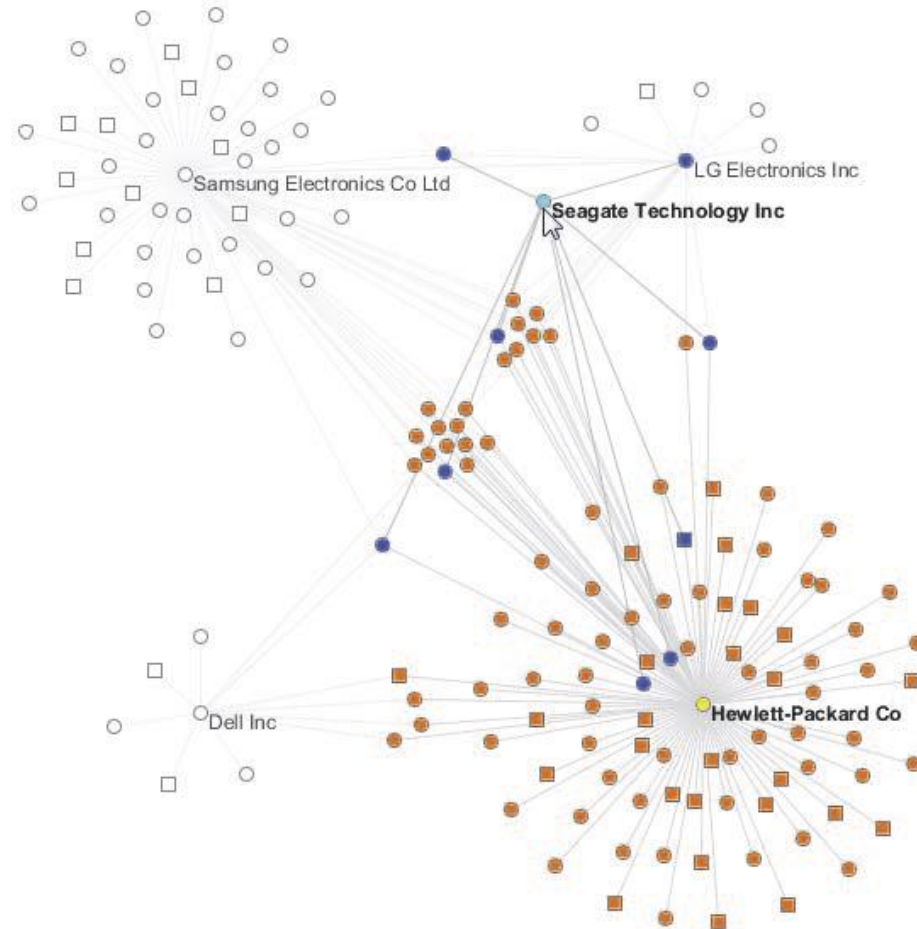 Samsung Electronics Co Ltd
LG Electronics Inc
Seagate Technology Inc
Dell Inc
Hewlett-Packard Co